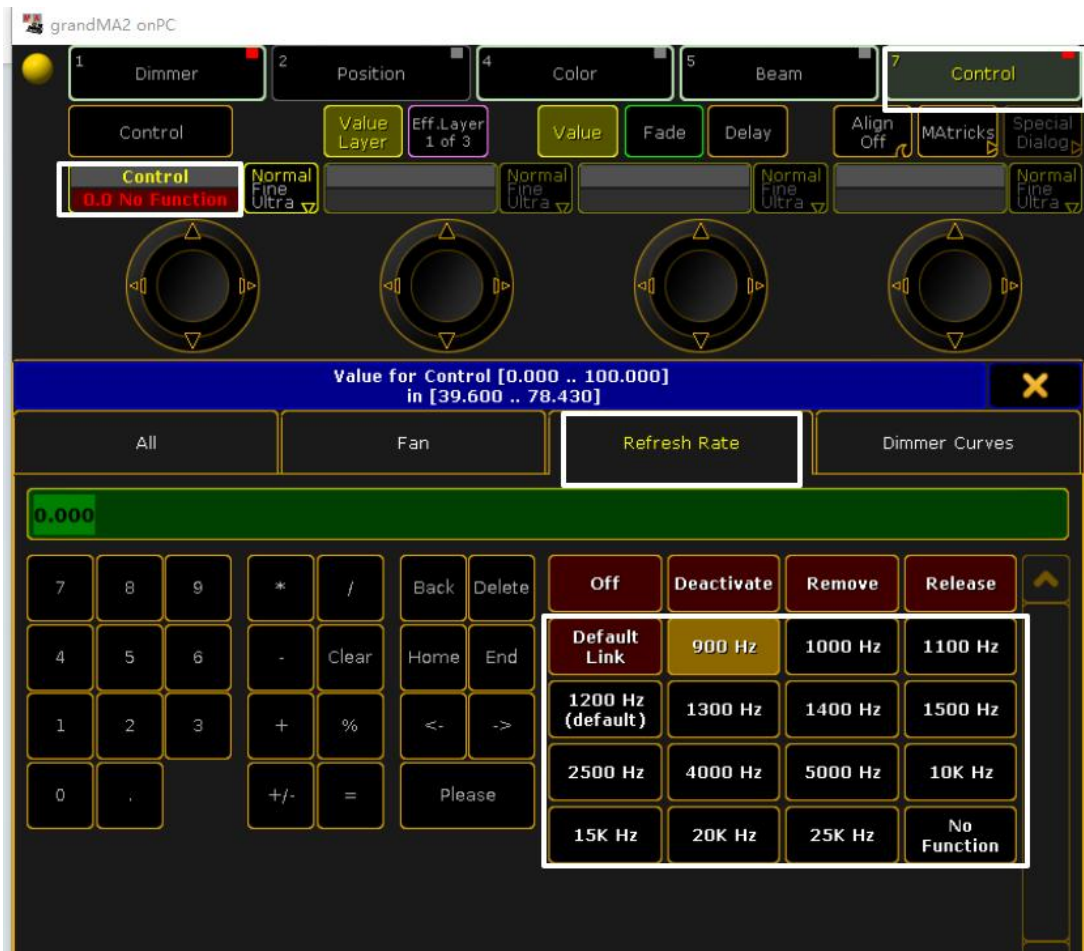 grandMA2 onPC
1 Dimmer 2 Position 4 Color 5 Beam 7 Control
Control Value Layer Eff.Layer 1 of 3 Value Fade Delay Align Off MAtricks Special Dialog
Control
0.0 No Function
Normal
Fine
Ultra
Normal
Fine
Ultra
Normal
Fine
Ultra
Normal
Fine
Ultra
Value for Control [0.000 .. 100.000]
in [39.600 .. 78.430]
All Fan Refresh Rate Dimmer Curves
0.000
7 8 9 * / Back Delete Off Deactivate Remove Release
4 5 6 - Clear Home End Default Link 900 Hz 1000 Hz 1100 Hz
1 2 3 + % <- -> 1200 Hz (default) 1300 Hz 1400 Hz 1500 Hz
0 . +/- = Please 2500 Hz 4000 Hz 5000 Hz 10K Hz
15K Hz 20K Hz 25K Hz No Function